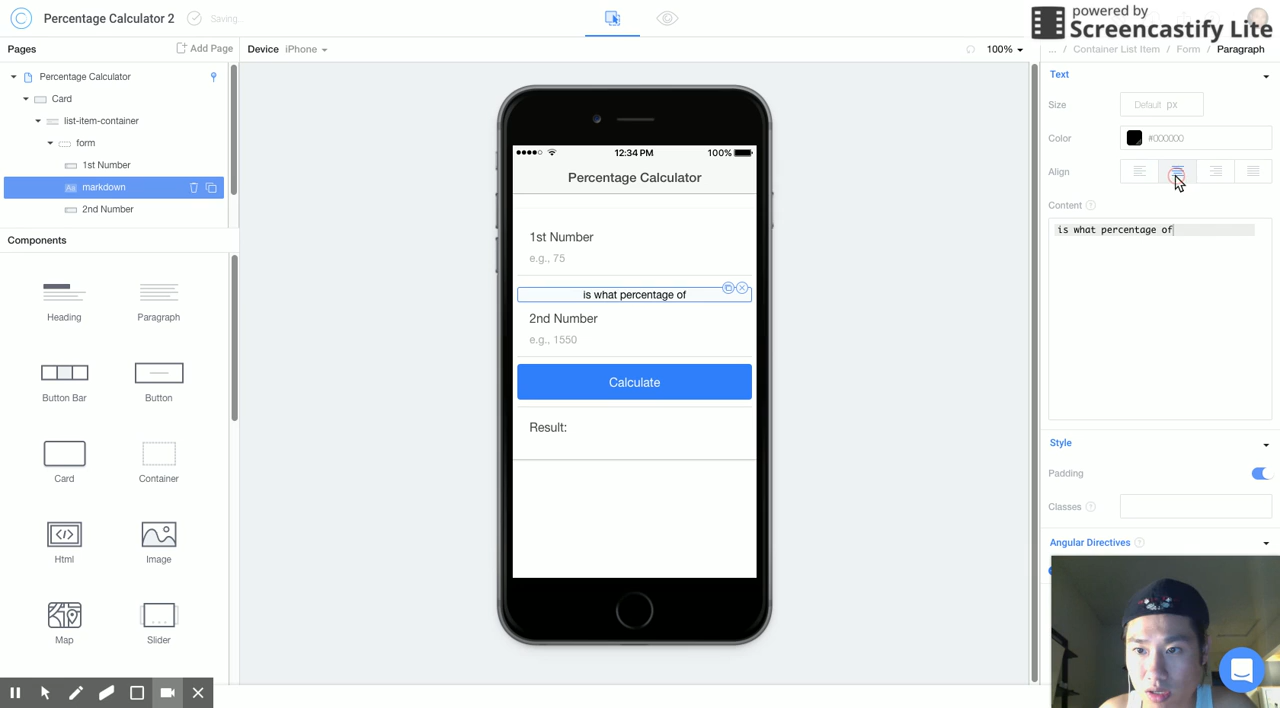 Percentage Calculator 2
Saving...
powered by
Screencastify Lite
Pages
Add Page
Device
iPhone
100%
... / Container List Item / Form / Paragraph
Percentage Calculator
Card
list-item-container
form
1st Number
markdown
2nd Number
Components
Heading
Paragraph
Button Bar
Button
Card
Container
Html
Image
Map
Slider
12:34 PM
100%
Percentage Calculator
1st Number
e.g., 75
is what percentage of
2nd Number
e.g., 1550
Calculate
Result:
Text
Size
Default px
Color
#000000
Align
Content ?
is what percentage of
Style
Padding
Classes ?
Angular Directives ?